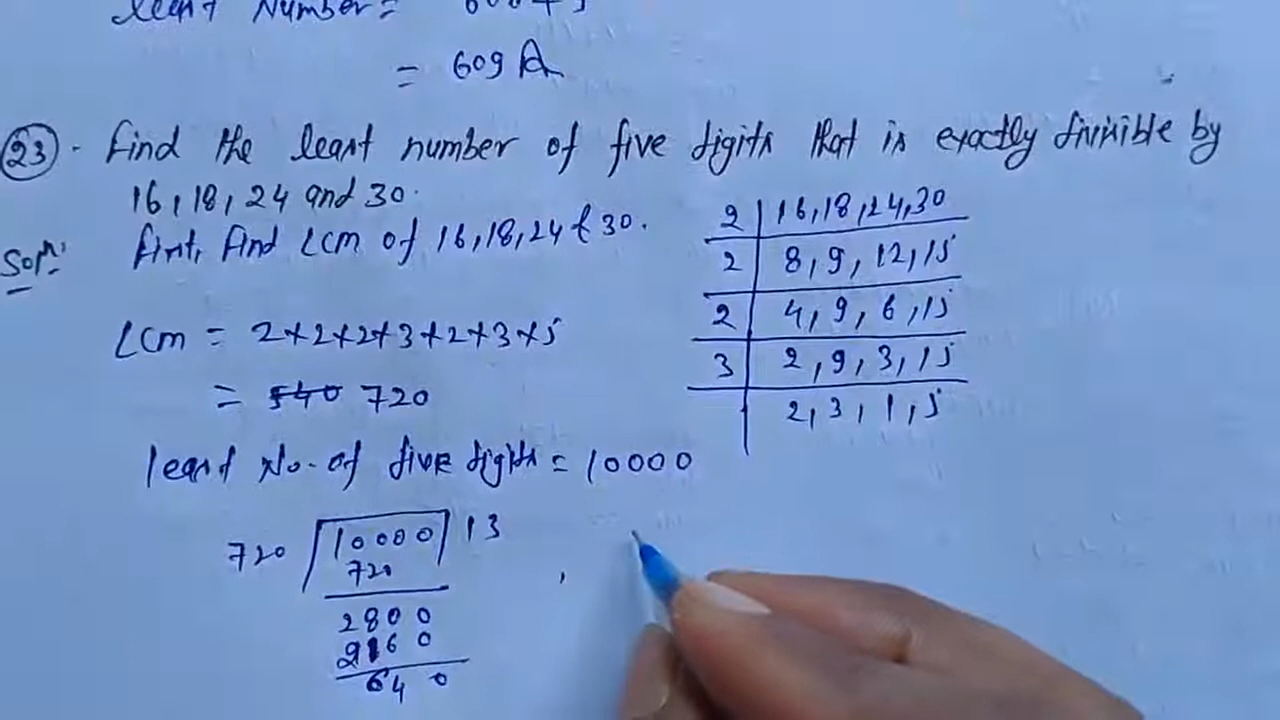 Number =
= 609 A
23. Find the least number of five digits that is exactly divisible by
16, 18, 24 and 30.
Soln: First, Find LCM of 16, 18, 24 & 30.
2 | 16, 18, 24, 30
2 | 8, 9, 12, 15
2 | 4, 9, 6, 15
3 | 2, 9, 3, 15
2, 3, 1, 5
LCM = 2×2×2×3×2×3×5
= 540 720
least No. of five digits = 10000
720 10000 13
720
2800
2160
640